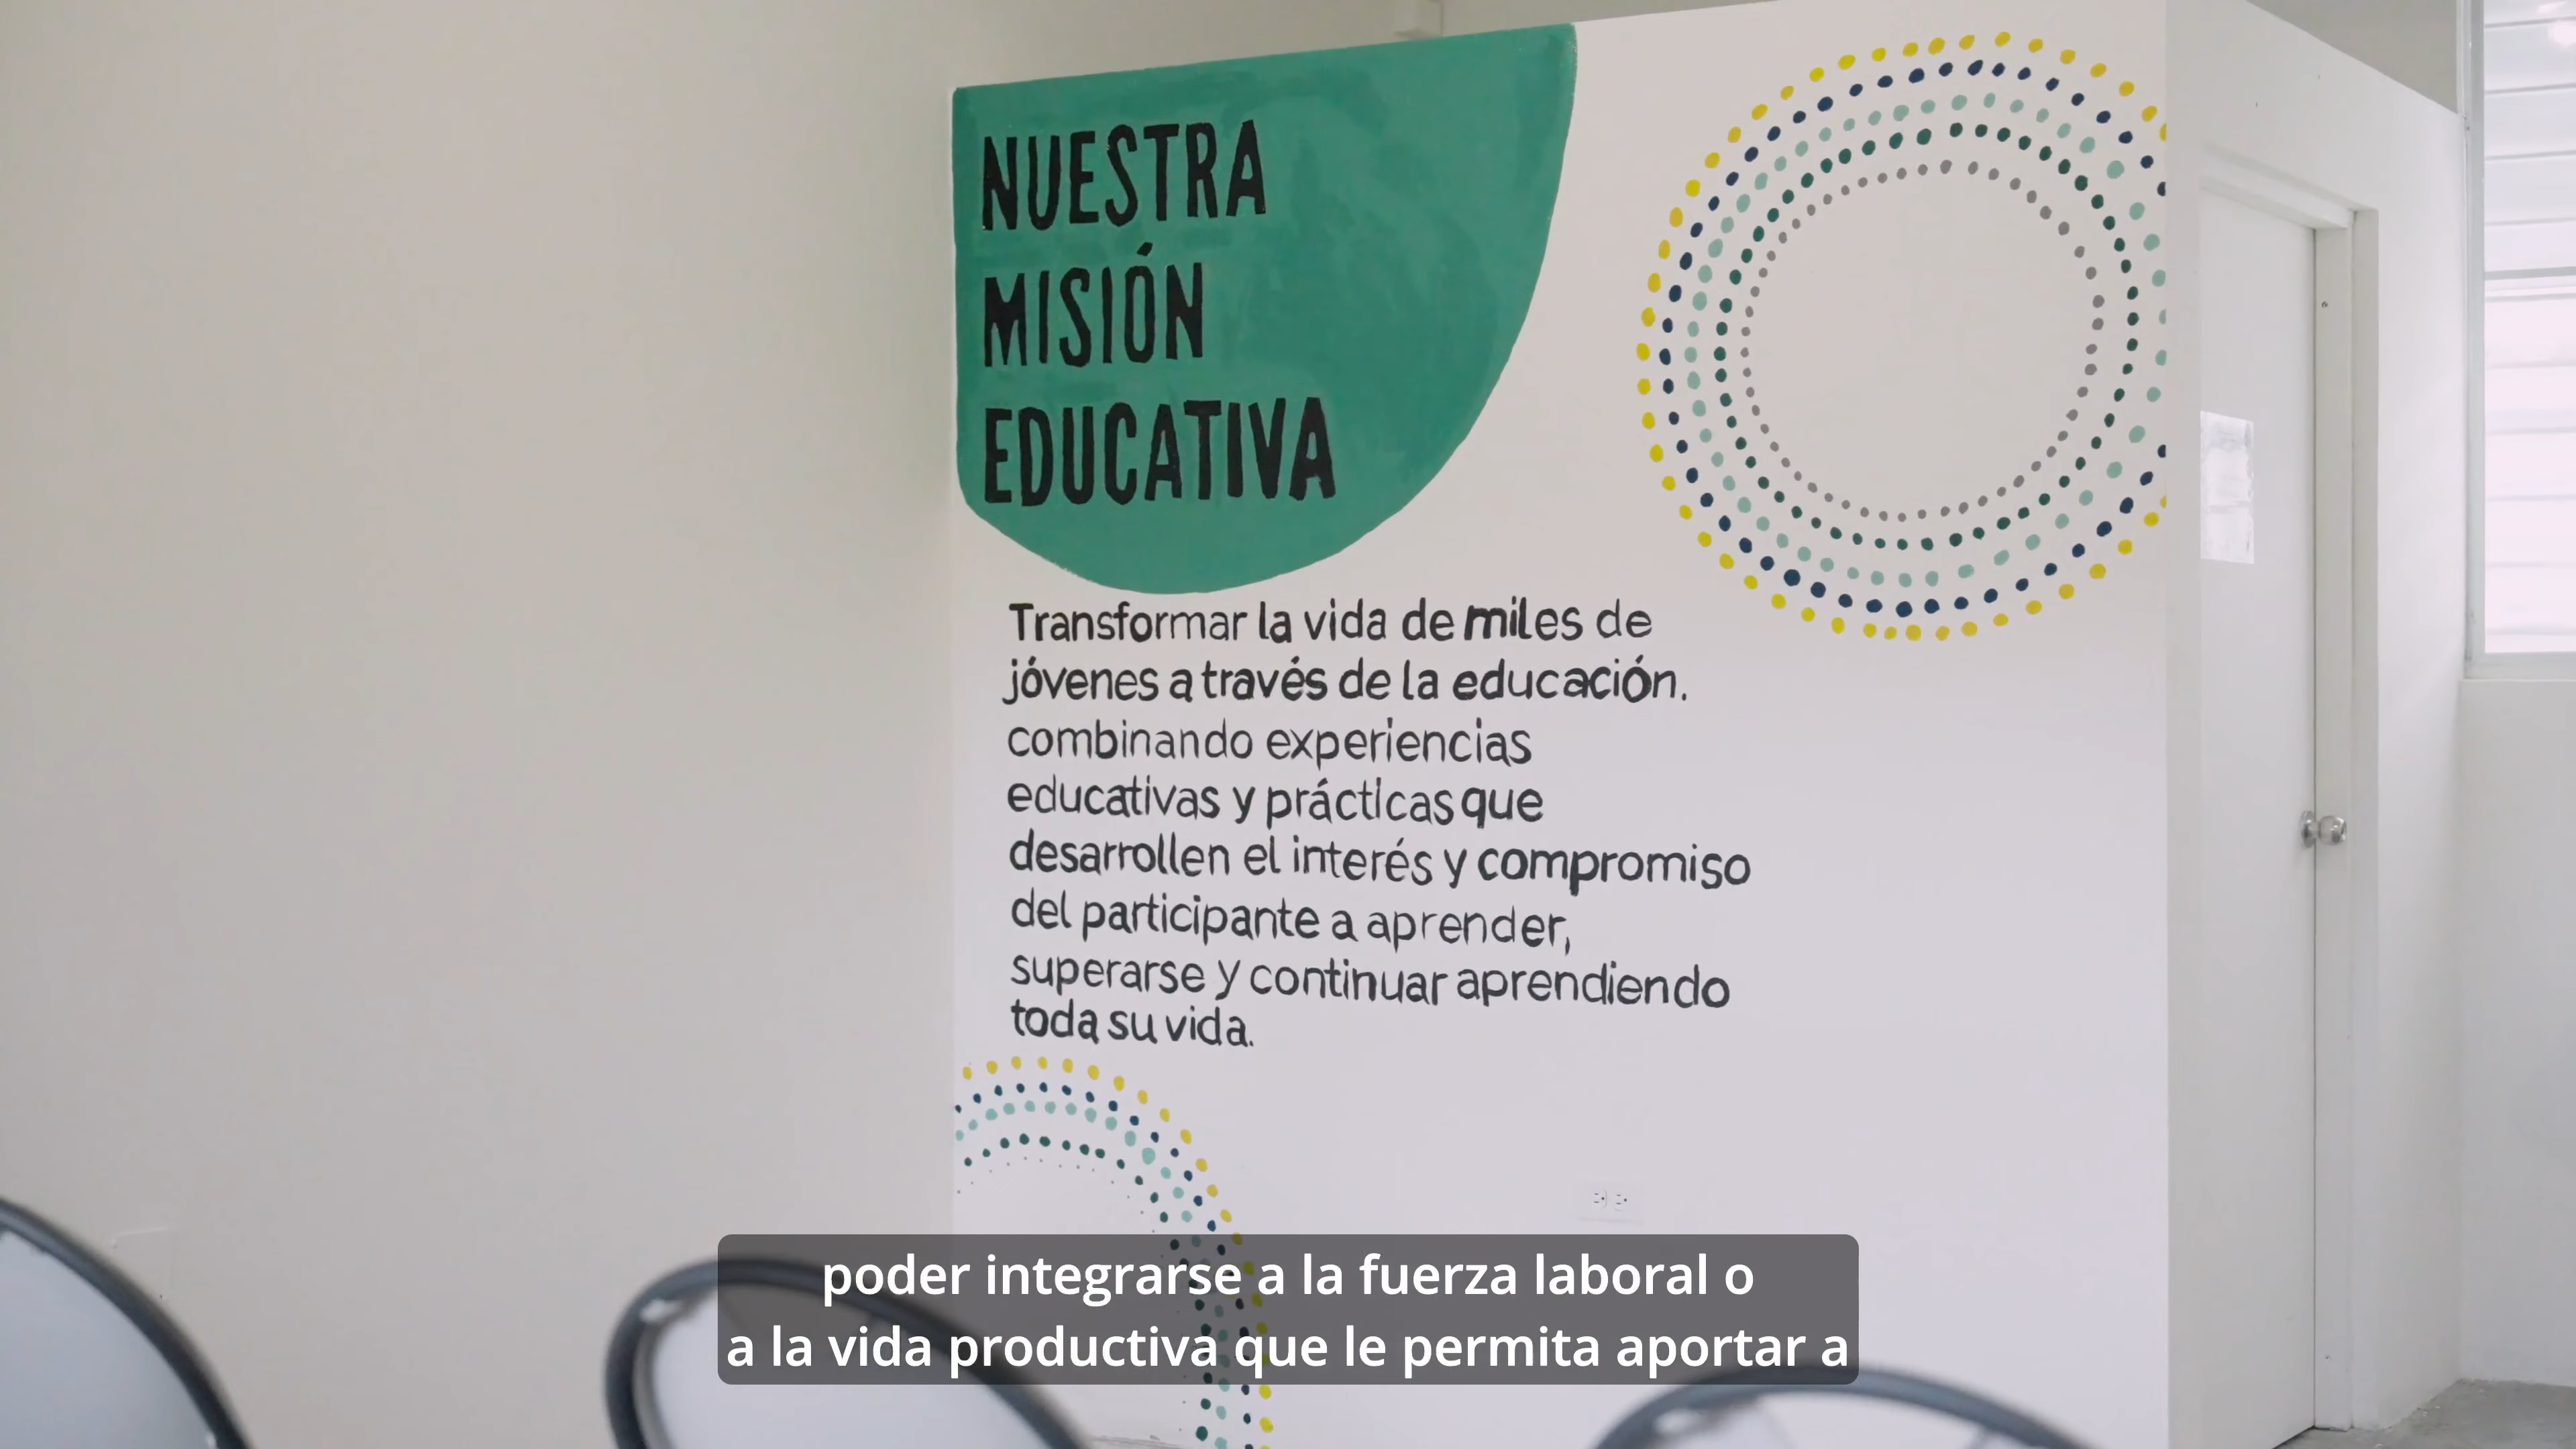 NUESTRA
MISIÓN
EDUCATIVA
Transformar la vida de miles de
jóvenes a través de la educación.
combinando experiencias
educativas y prácticas que
desarrollen el interés y compromiso
del participante a aprender,
superarse y continuar aprendiendo
toda su vida.
poder integrarse a la fuerza laboral o
a la vida productiva que le permita aportar a